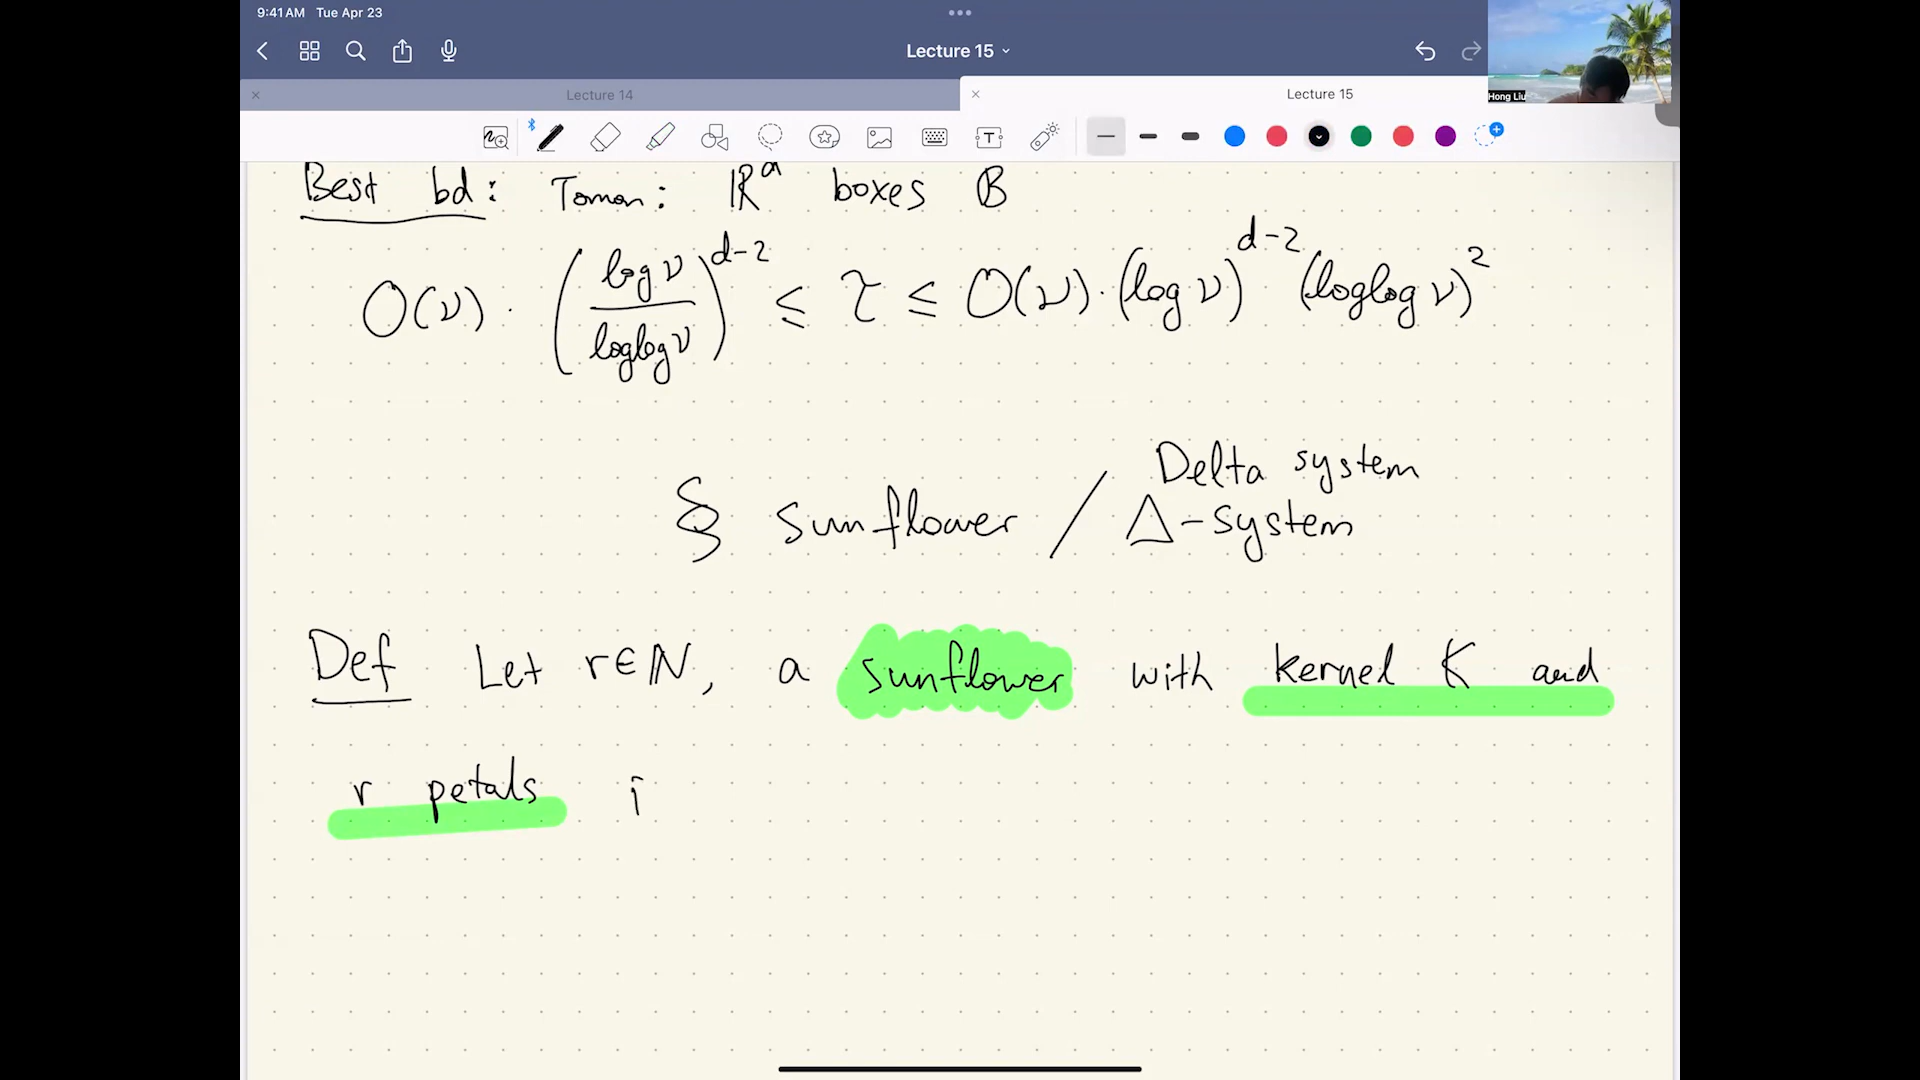 9:41 AM Tue Apr 23
Lecture 15
Lecture 14
Lecture 15
Hong Liu
Best bd: Tomon: ℝ^d boxes B
O(ν) · (log ν / loglog ν)^{d-2} ≤ τ ≤ O(ν) · (log ν)^{d-2} (loglog ν)^2
Delta system
§ sunflower / Δ-system
Def Let r∈ℕ, a sunflower with kernel K and
r petals i